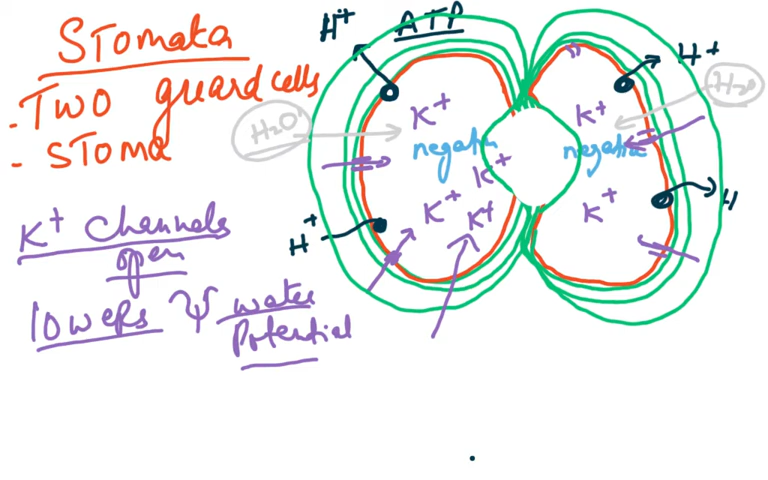 Stomata
- Two guard cells
- Stoma
K+ channels
open
lowers ψ water
Potential
H+
ATP
H+
H2O
H2O
K+
K+
negative
negative
K+
K+
K+
K+
H+
H